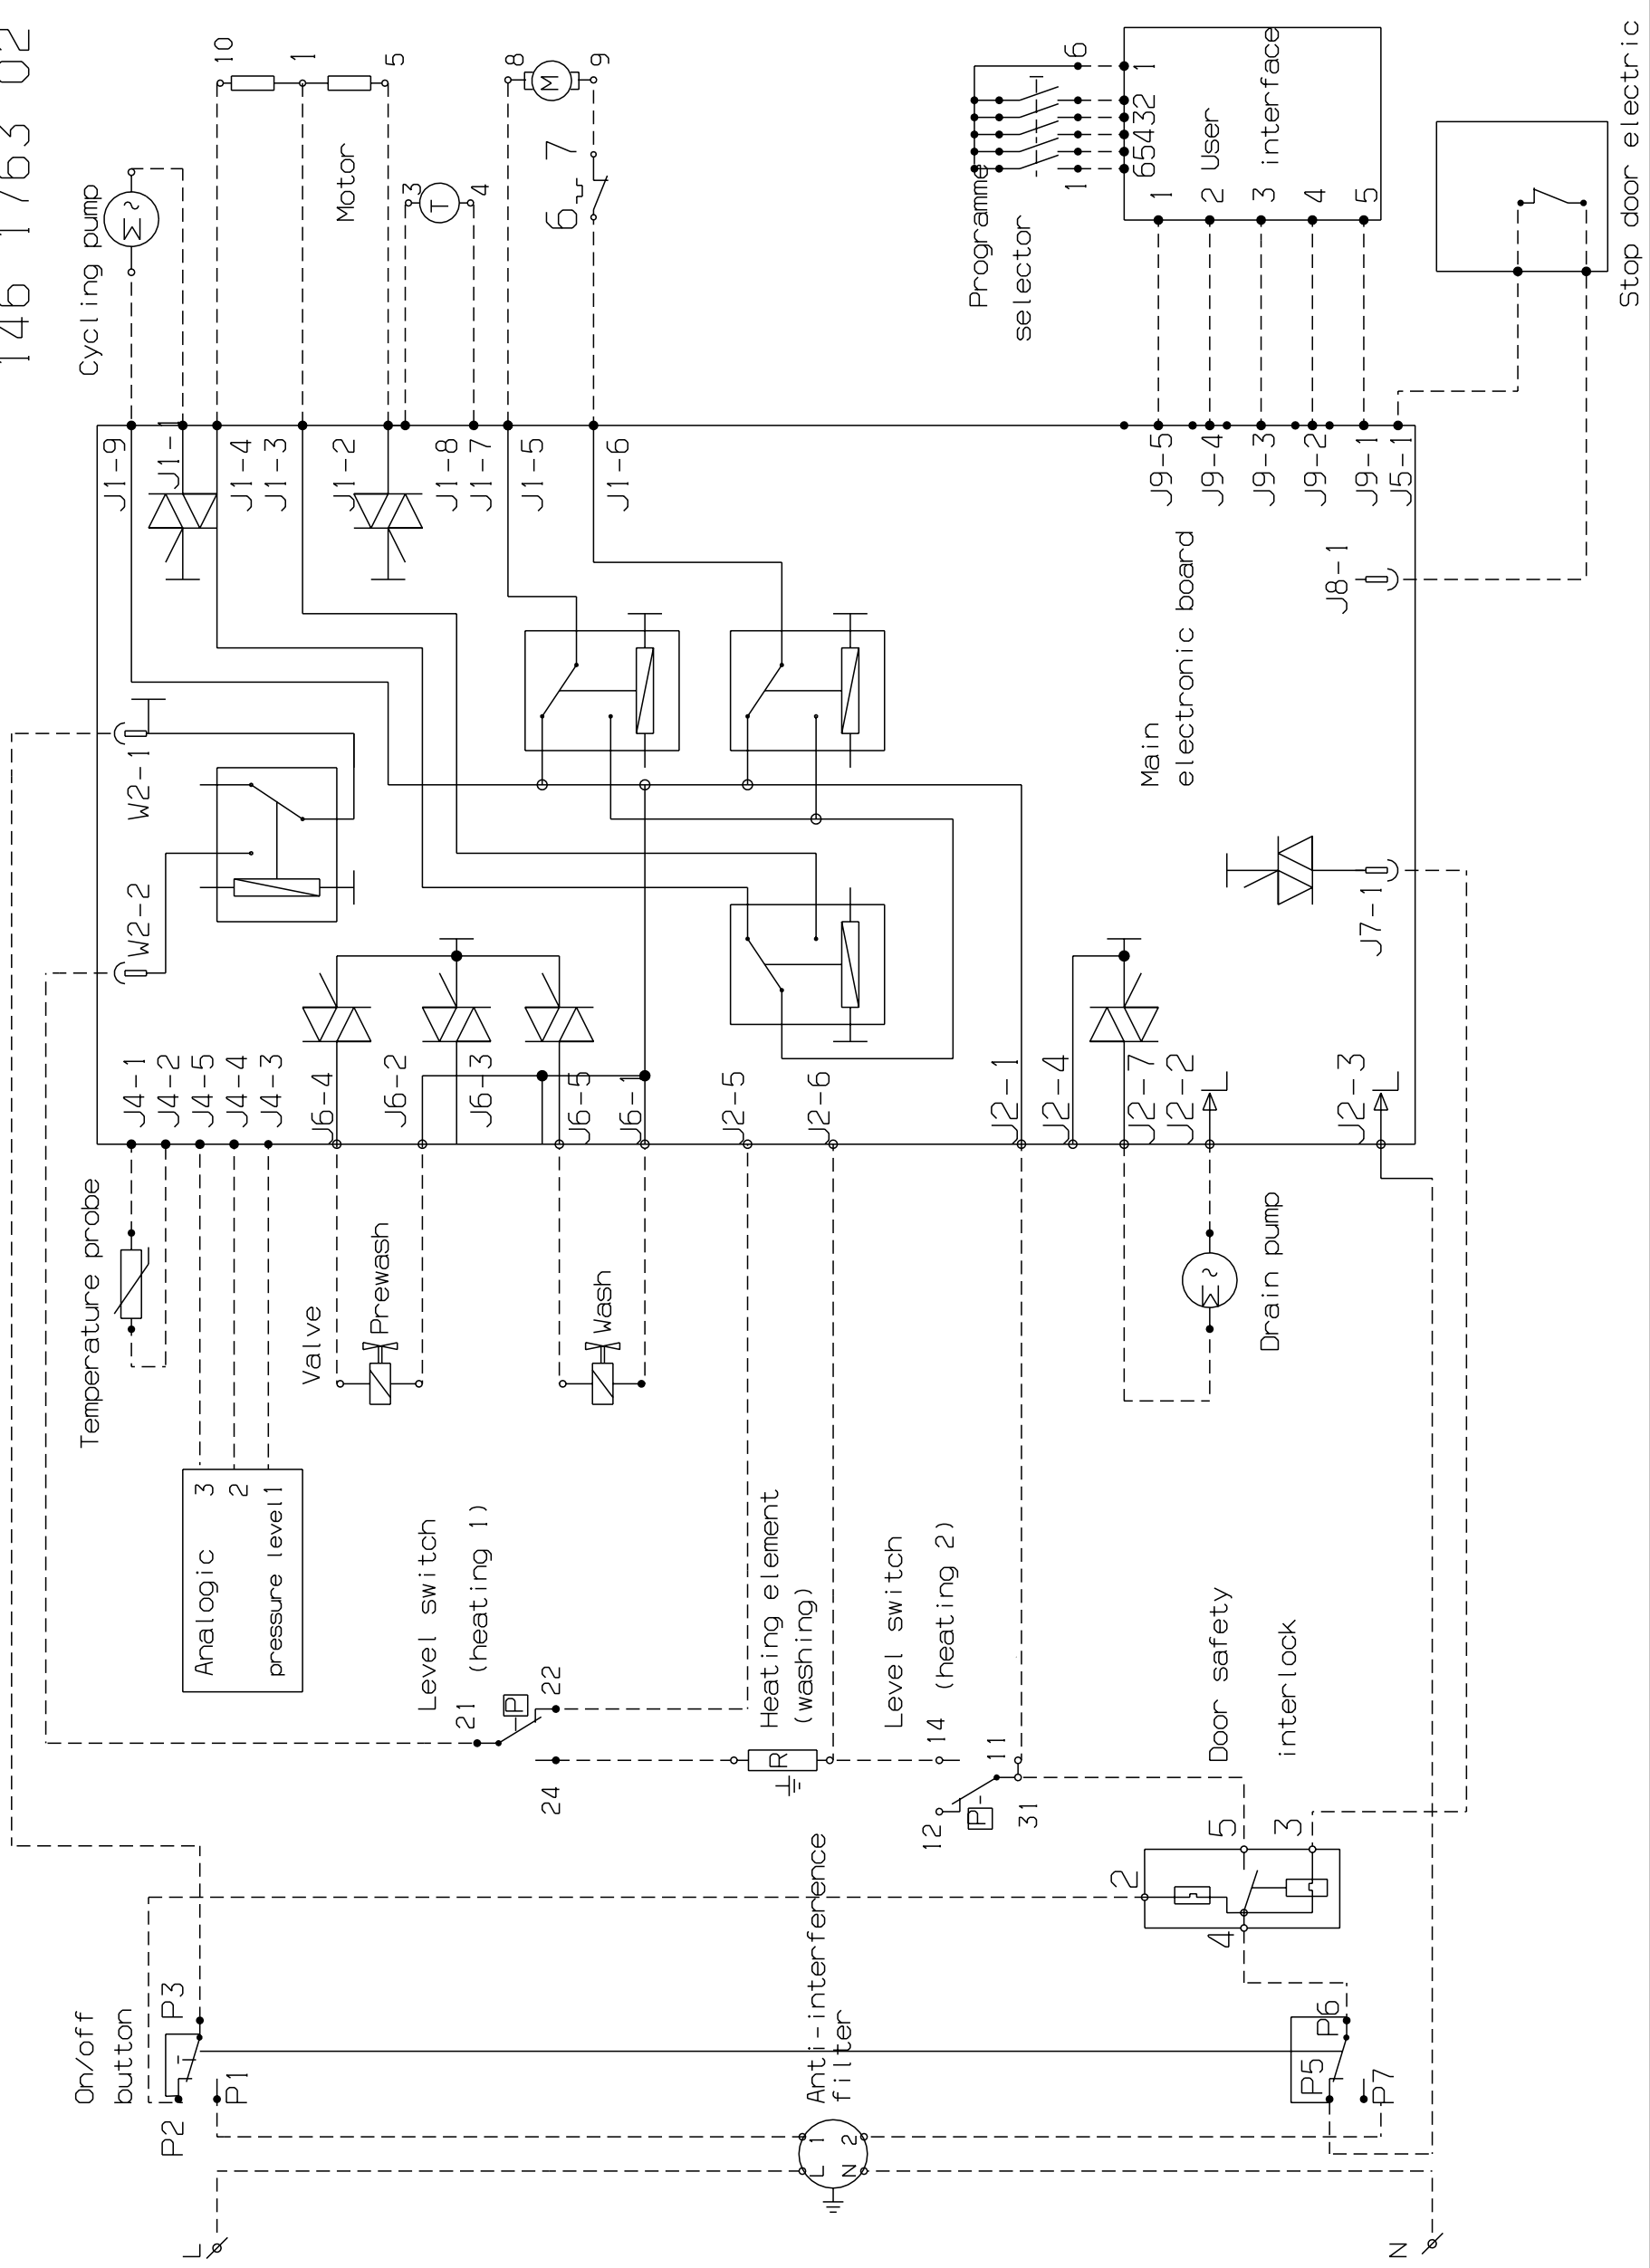 146 1763 02
Cycling pump
10
1
5
Motor
3
T
4
8
M
9
7
6
6
1
Programme
selector
1
65432
User
interface
1
2
3
4
5
Stop door electric
J1-9
J1-1
J1-4
J1-3
J1-2
J1-8
J1-7
J1-5
J1-6
J9-5
J9-4
J9-3
J9-2
J9-1
J5-1
J8-1
Main
electronic board
W2-1
W2-2
J7-1
J4-1
J4-2
J4-5
J4-4
J4-3
J6-4
J6-2
J6-3
J6-5
J6-1
J2-5
J2-6
J2-1
J2-4
J2-7
J2-2
L
J2-3
L
Temperature probe
Valve
Prewash
Wash
M
Drain pump
Analogic
pressure level
3
2
1
Level switch
(heating 1)
21
P
22
24
Heating element
(washing)
R
Level switch
(heating 2)
14
11
12
P
31
Door safety
interlock
5
3
2
4
Anti-interference
filter
On/off
button
P3
P2
P1
P6
P5
P7
L 1
N 2
L
N